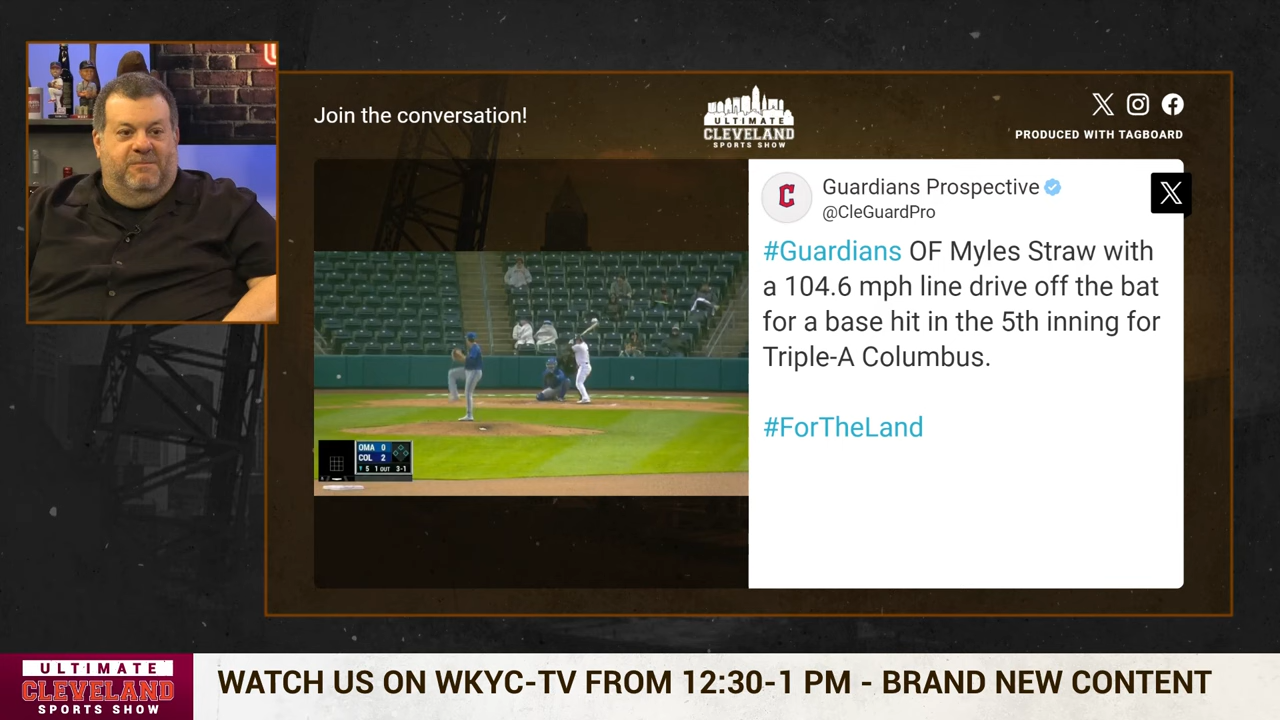 Join the conversation!
ULTIMATE
CLEVELAND
SPORTS SHOW
PRODUCED WITH TAGBOARD
Guardians Prospective
@CleGuardPro
#Guardians OF Myles Straw with
a 104.6 mph line drive off the bat
for a base hit in the 5th inning for
Triple-A Columbus.
#ForTheLand
OMA 0
COL 2
5 1 OUT 3-1
ULTIMATE
CLEVELAND
SPORTS SHOW
WATCH US ON WKYC-TV FROM 12:30-1 PM - BRAND NEW CONTENT